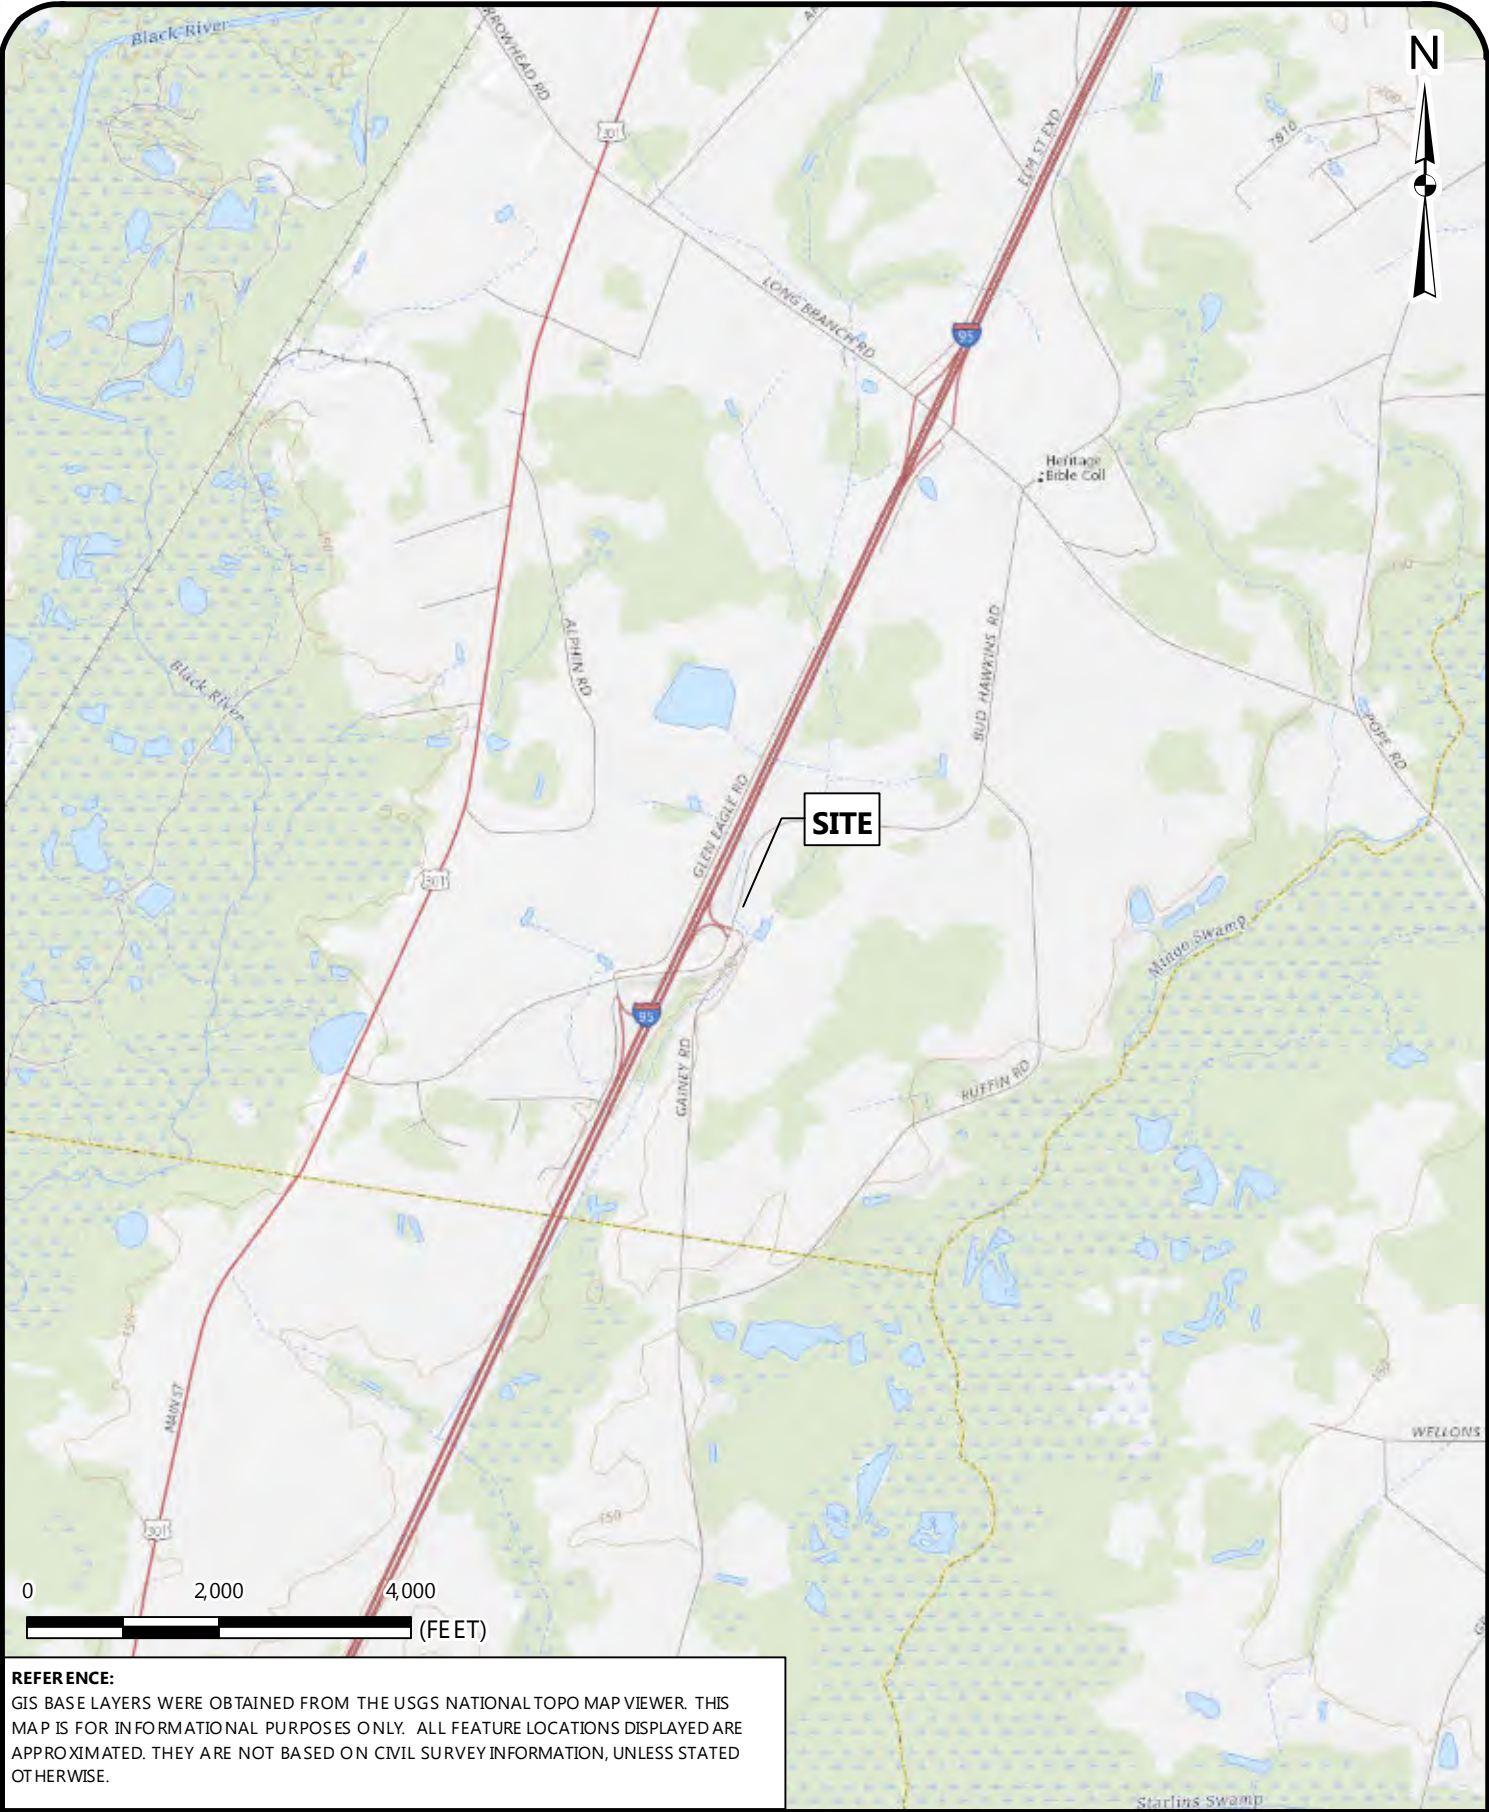 Black River
ROWHEAD RD
N
301
ELM ST EXD
7810
200
LONG BRANCH RD
95
Heritage
Bible Coll
ALPHIN RD
BUD HAWKINS RD
Black River
POPE RD
GLEN EAGLE RD
SITE
301
Mingo Swamp
95
GAINEY RD
RUFFIN RD
150
MAIN ST
150
WELLONS
150
301
0 2,000 4,000
(FEET)
REFERENCE:
GIS BASE LAYERS WERE OBTAINED FROM THE USGS NATIONAL TOPO MAP VIEWER. THIS
MAP IS FOR INFORMATIONAL PURPOSES ONLY. ALL FEATURE LOCATIONS DISPLAYED ARE
APPROXIMATED. THEY ARE NOT BASED ON CIVIL SURVEY INFORMATION, UNLESS STATED
OTHERWISE.
Starlins Swamp